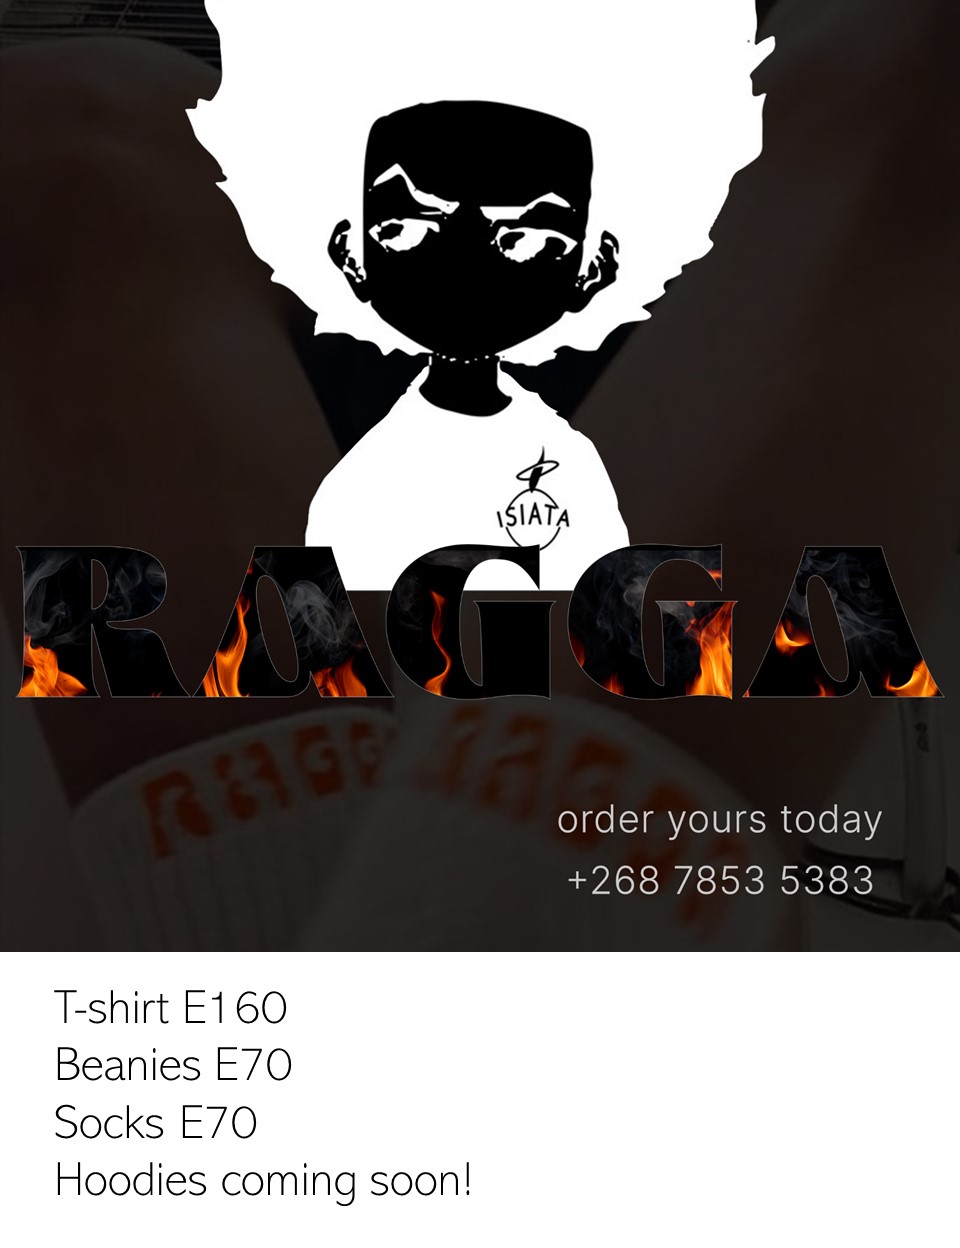 ISIATA
RAGGA
RAGGA RAGGA
order yours today
+268 7853 5383
T-shirt E160
Beanies E70
Socks E70
Hoodies coming soon!